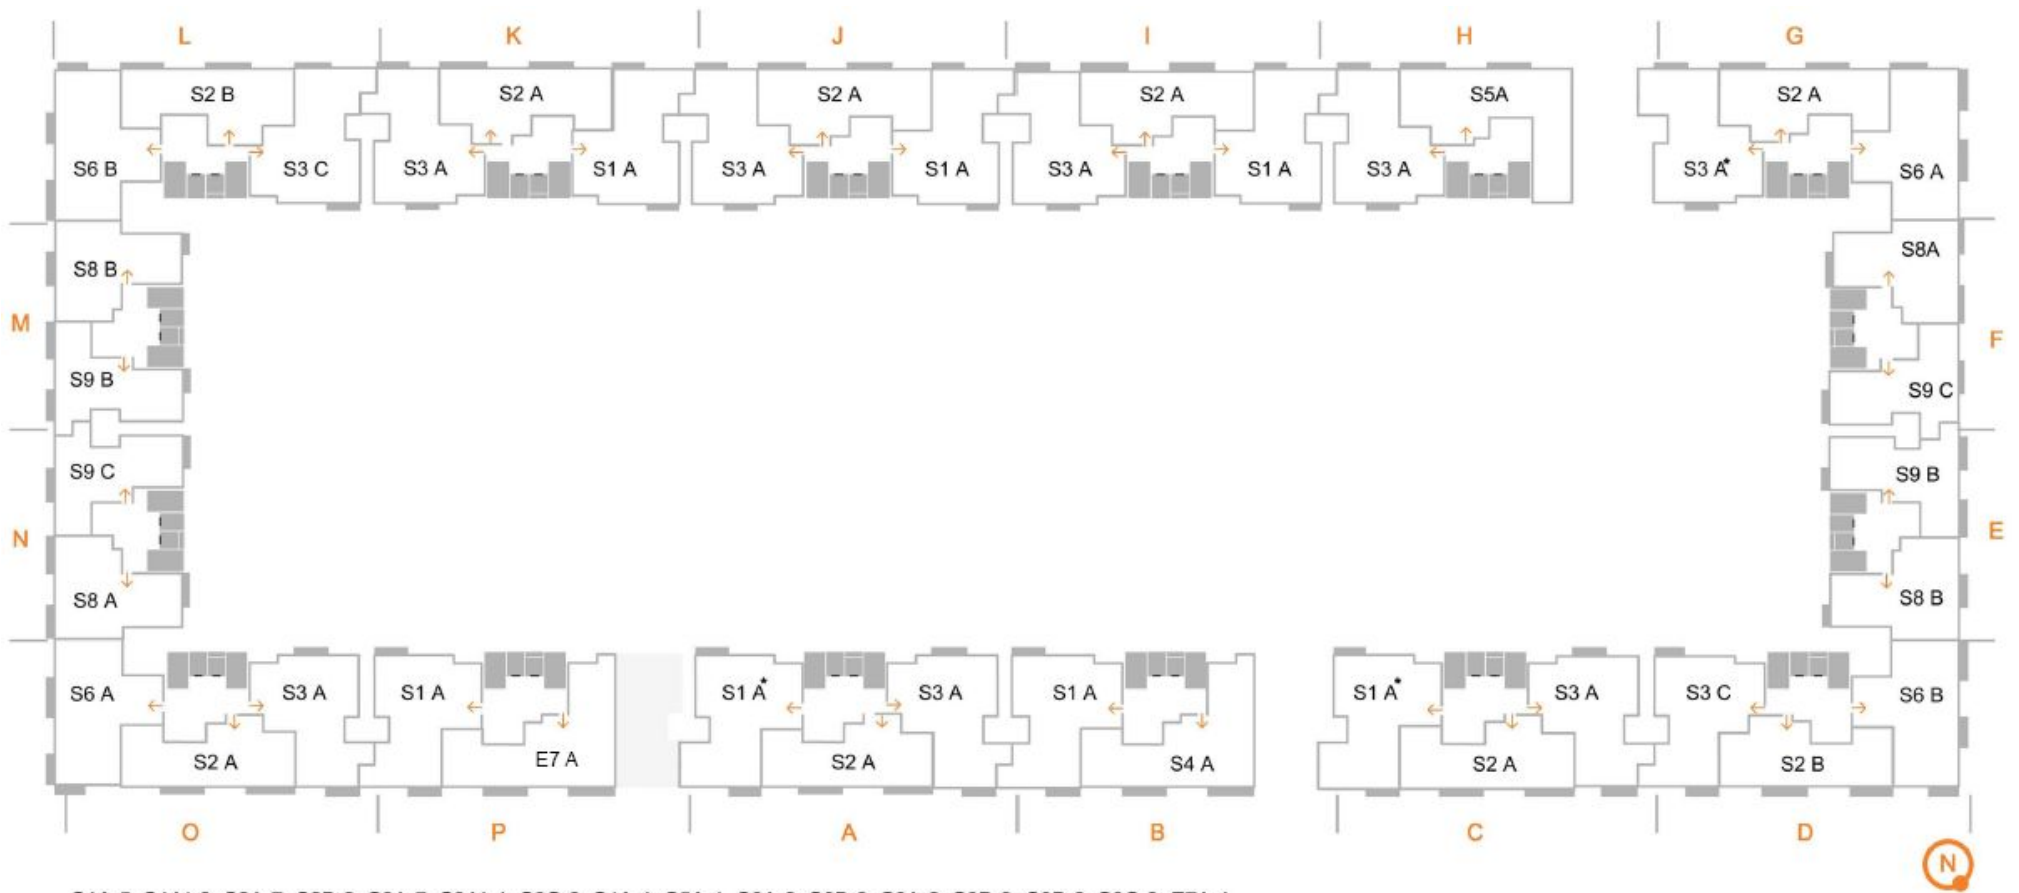 L K J I H G
S2 B S2 A S2 A S2 A S5A S2 A
S6 B S3 C S3 A S1 A S3 A S1 A S3 A S1 A S3 A S3 A* S6 A
S8 B S8A
M F
S9 B S9 C
S9 C S9 B
N E
S8 A S8 B
S6 A S3 A S1 A S1 A* S3 A S1 A S1 A* S3 A S3 C S6 B
S2 A E7 A S2 A S4 A S2 A S2 B
O P A B C D
N